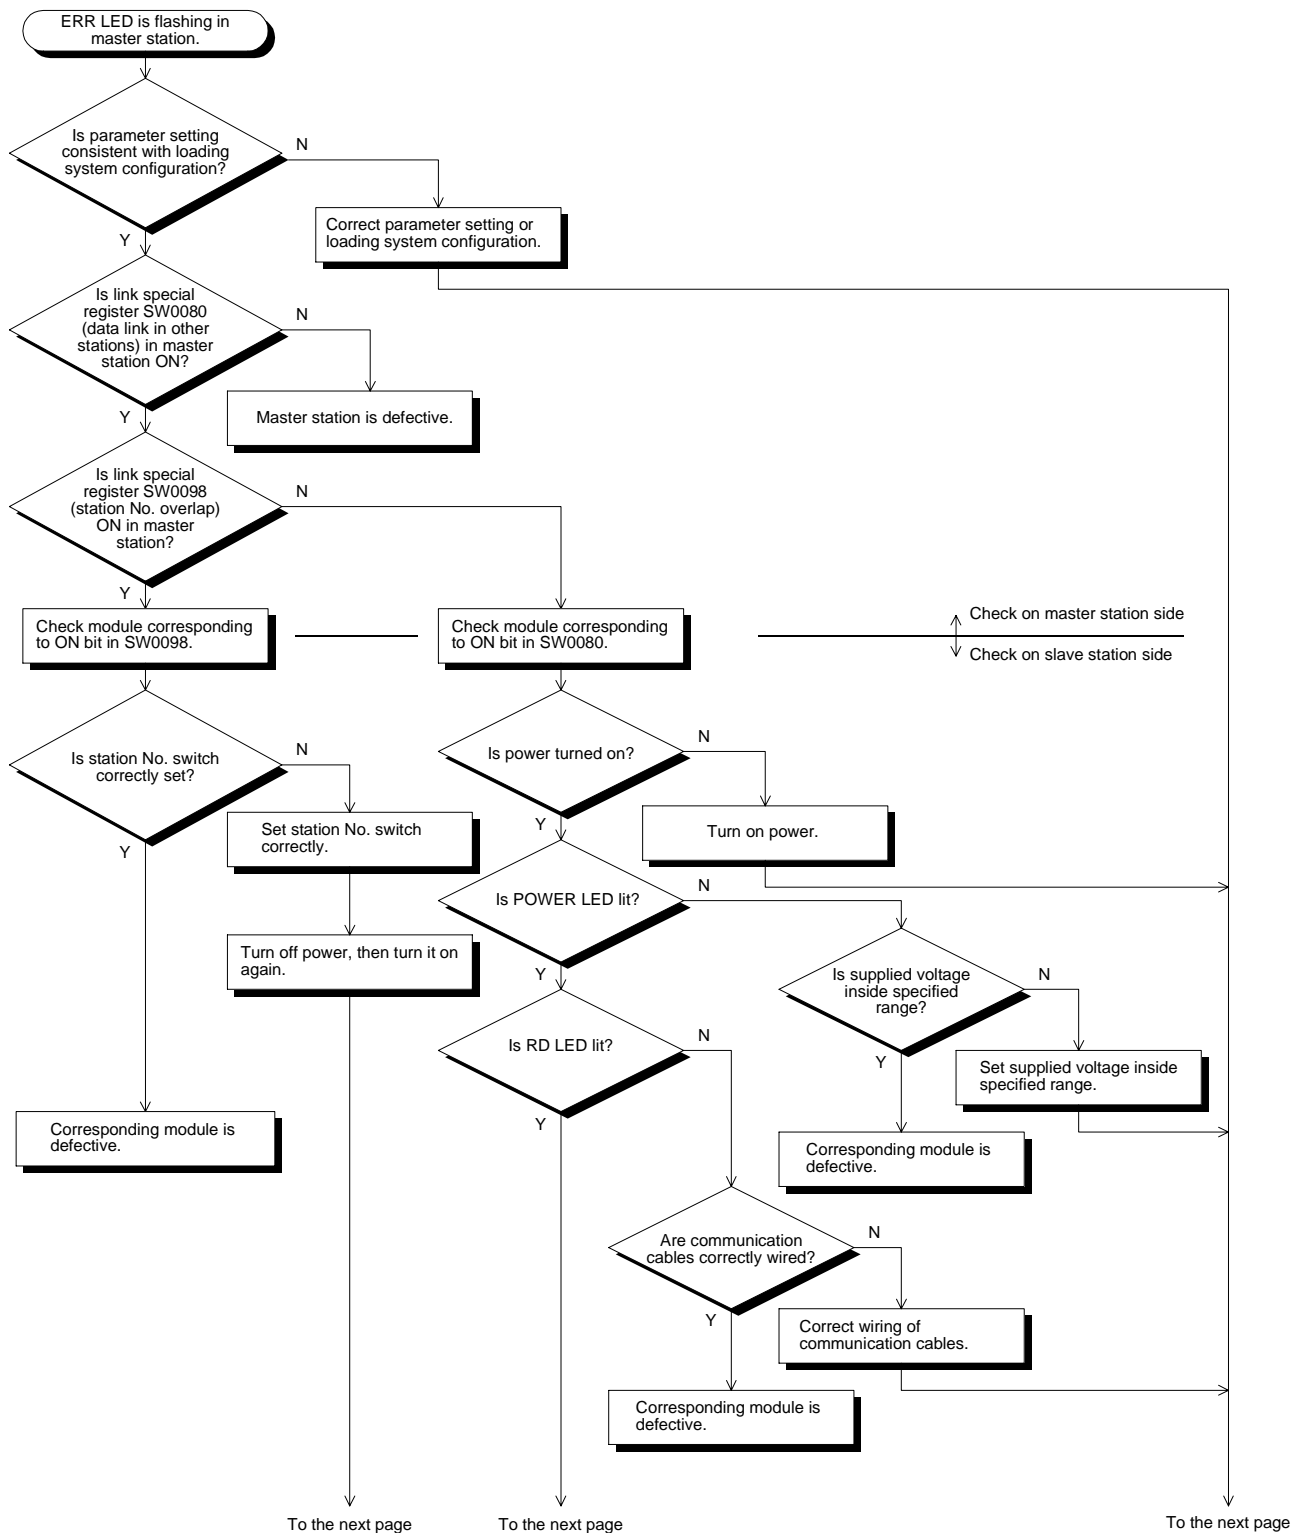 ERR LED is flashing in
master station.
Is parameter setting
consistent with loading
system configuration?
N
Y
Correct parameter setting or
loading system configuration.
Is link special
register SW0080
(data link in other
stations) in master
station ON?
N
Y
Master station is defective.
Is link special
register SW0098
(station No. overlap)
ON in master
station?
N
Y
Check module corresponding
to ON bit in SW0098.
Check module corresponding
to ON bit in SW0080.
Check on master station side
Check on slave station side
Is station No. switch
correctly set?
N
Y
Set station No. switch
correctly.
Turn off power, then turn it on
again.
Corresponding module is
defective.
Is power turned on?
N
Y
Turn on power.
Is POWER LED lit?
N
Y
Is supplied voltage
inside specified
range?
N
Y
Set supplied voltage inside
specified range.
Corresponding module is
defective.
Is RD LED lit?
N
Y
Are communication
cables correctly wired?
N
Y
Correct wiring of
communication cables.
Corresponding module is
defective.
To the next page
To the next page
To the next page